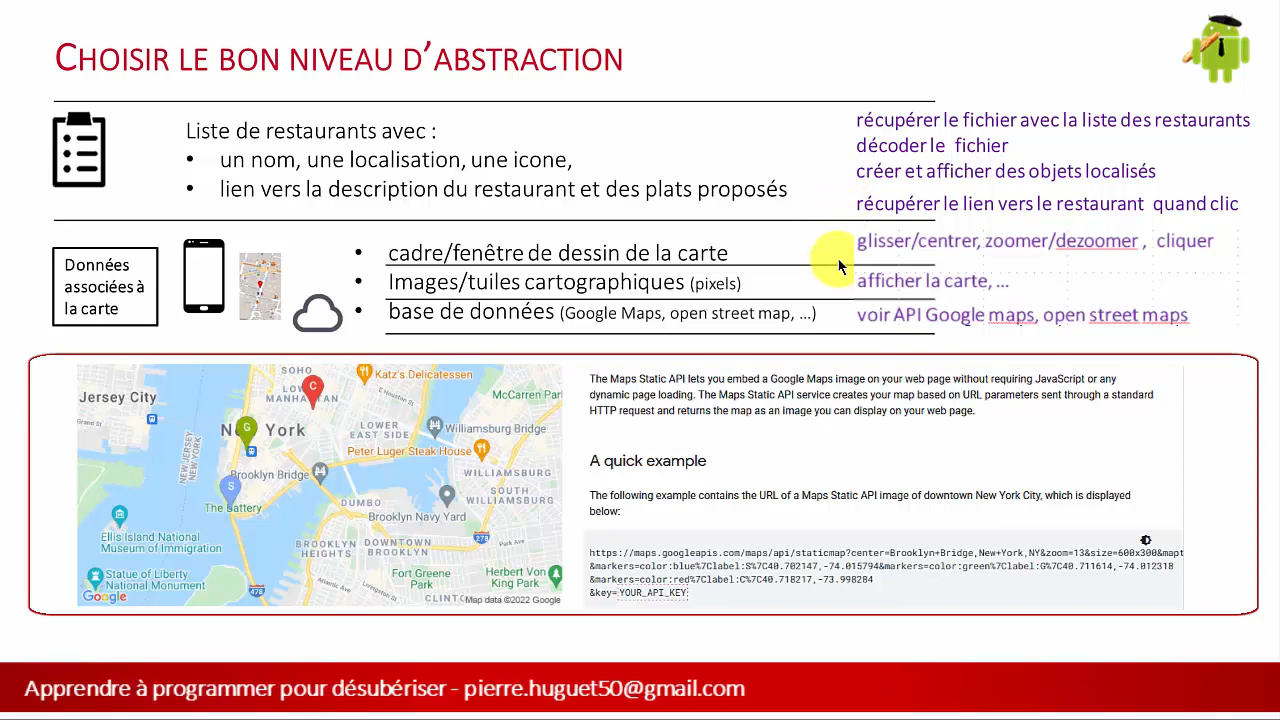 CHOISIR LE BON NIVEAU D'ABSTRACTION
Liste de restaurants avec :
• un nom, une localisation, une icone,
• lien vers la description du restaurant et des plats proposés
récupérer le fichier avec la liste des restaurants
décoder le fichier
créer et afficher des objets localisés
récupérer le lien vers le restaurant quand clic
Données
associées à
la carte
• cadre/fenêtre de dessin de la carte
• Images/tuiles cartographiques (pixels)
• base de données (Google Maps, open street map, ...)
glisser/centrer, zoomer/dezoomer , cliquer
afficher la carte, ...
voir API Google maps, open street maps
SOHO
Katz's Delicatessen
Jersey City
C
MANHATTAN
McCarren Park
G
New York
LOWER
EAST SIDE
Williamsburg Bridge
NEW JERSEY
NEW YORK
E Houston St
Peter Luger Steak House
Brooklyn Bridge
WILLIAMSBURG
S
The Battery
DUMBO
SOUTH
WILLIAMSBURG
Brooklyn Navy Yard
Ellis Island National
Museum of Immigration
BROOKLYN
HEIGHTS
DOWNTOWN
BROOKLYN
278
Park Ave
Statue of Liberty
National Monument
Fort Greene
Park
Herbert Von
King Park
478
CLINTO
Google
Map data ©2022 Google
The Maps Static API lets you embed a Google Maps image on your web page without requiring JavaScript or any
dynamic page loading. The Maps Static API service creates your map based on URL parameters sent through a standard
HTTP request and returns the map as an image you can display on your web page.
A quick example
The following example contains the URL of a Maps Static API image of downtown New York City, which is displayed
below:
https://maps.googleapis.com/maps/api/staticmap?center=Brooklyn+Bridge,New+York,NY&zoom=13&size=600x300&mapt
&markers=color:blue%7Clabel:S%7C40.702147,-74.015794&markers=color:green%7Clabel:G%7C40.711614,-74.012318
&markers=color:red%7Clabel:C%7C40.718217,-73.998284
&key=YOUR_API_KEY
Apprendre à programmer pour désubériser - pierre.huguet50@gmail.com